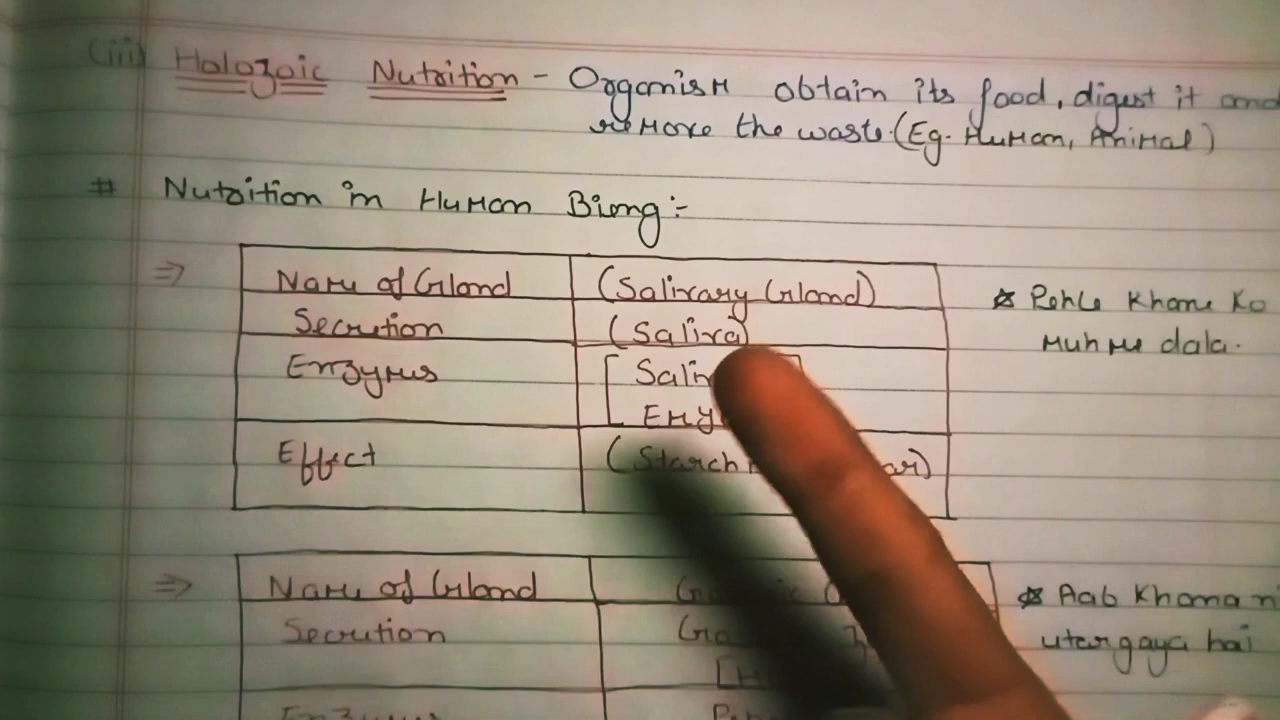 (iii) Holozoic Nutrition - Organism obtain its food, digest it and
remove the waste. (Eg. Human, Animal)
# Nutrition in Human Bieng :-
⇒ Name of Gland (Salivary Gland) ☆ Pehle Khane Ko
Secretion (Saliva) Muh me dala.
Enzymes
Effect (Starch
⇒ Name of Gland ☆ Aab Khana
Secretion utar gaya hai